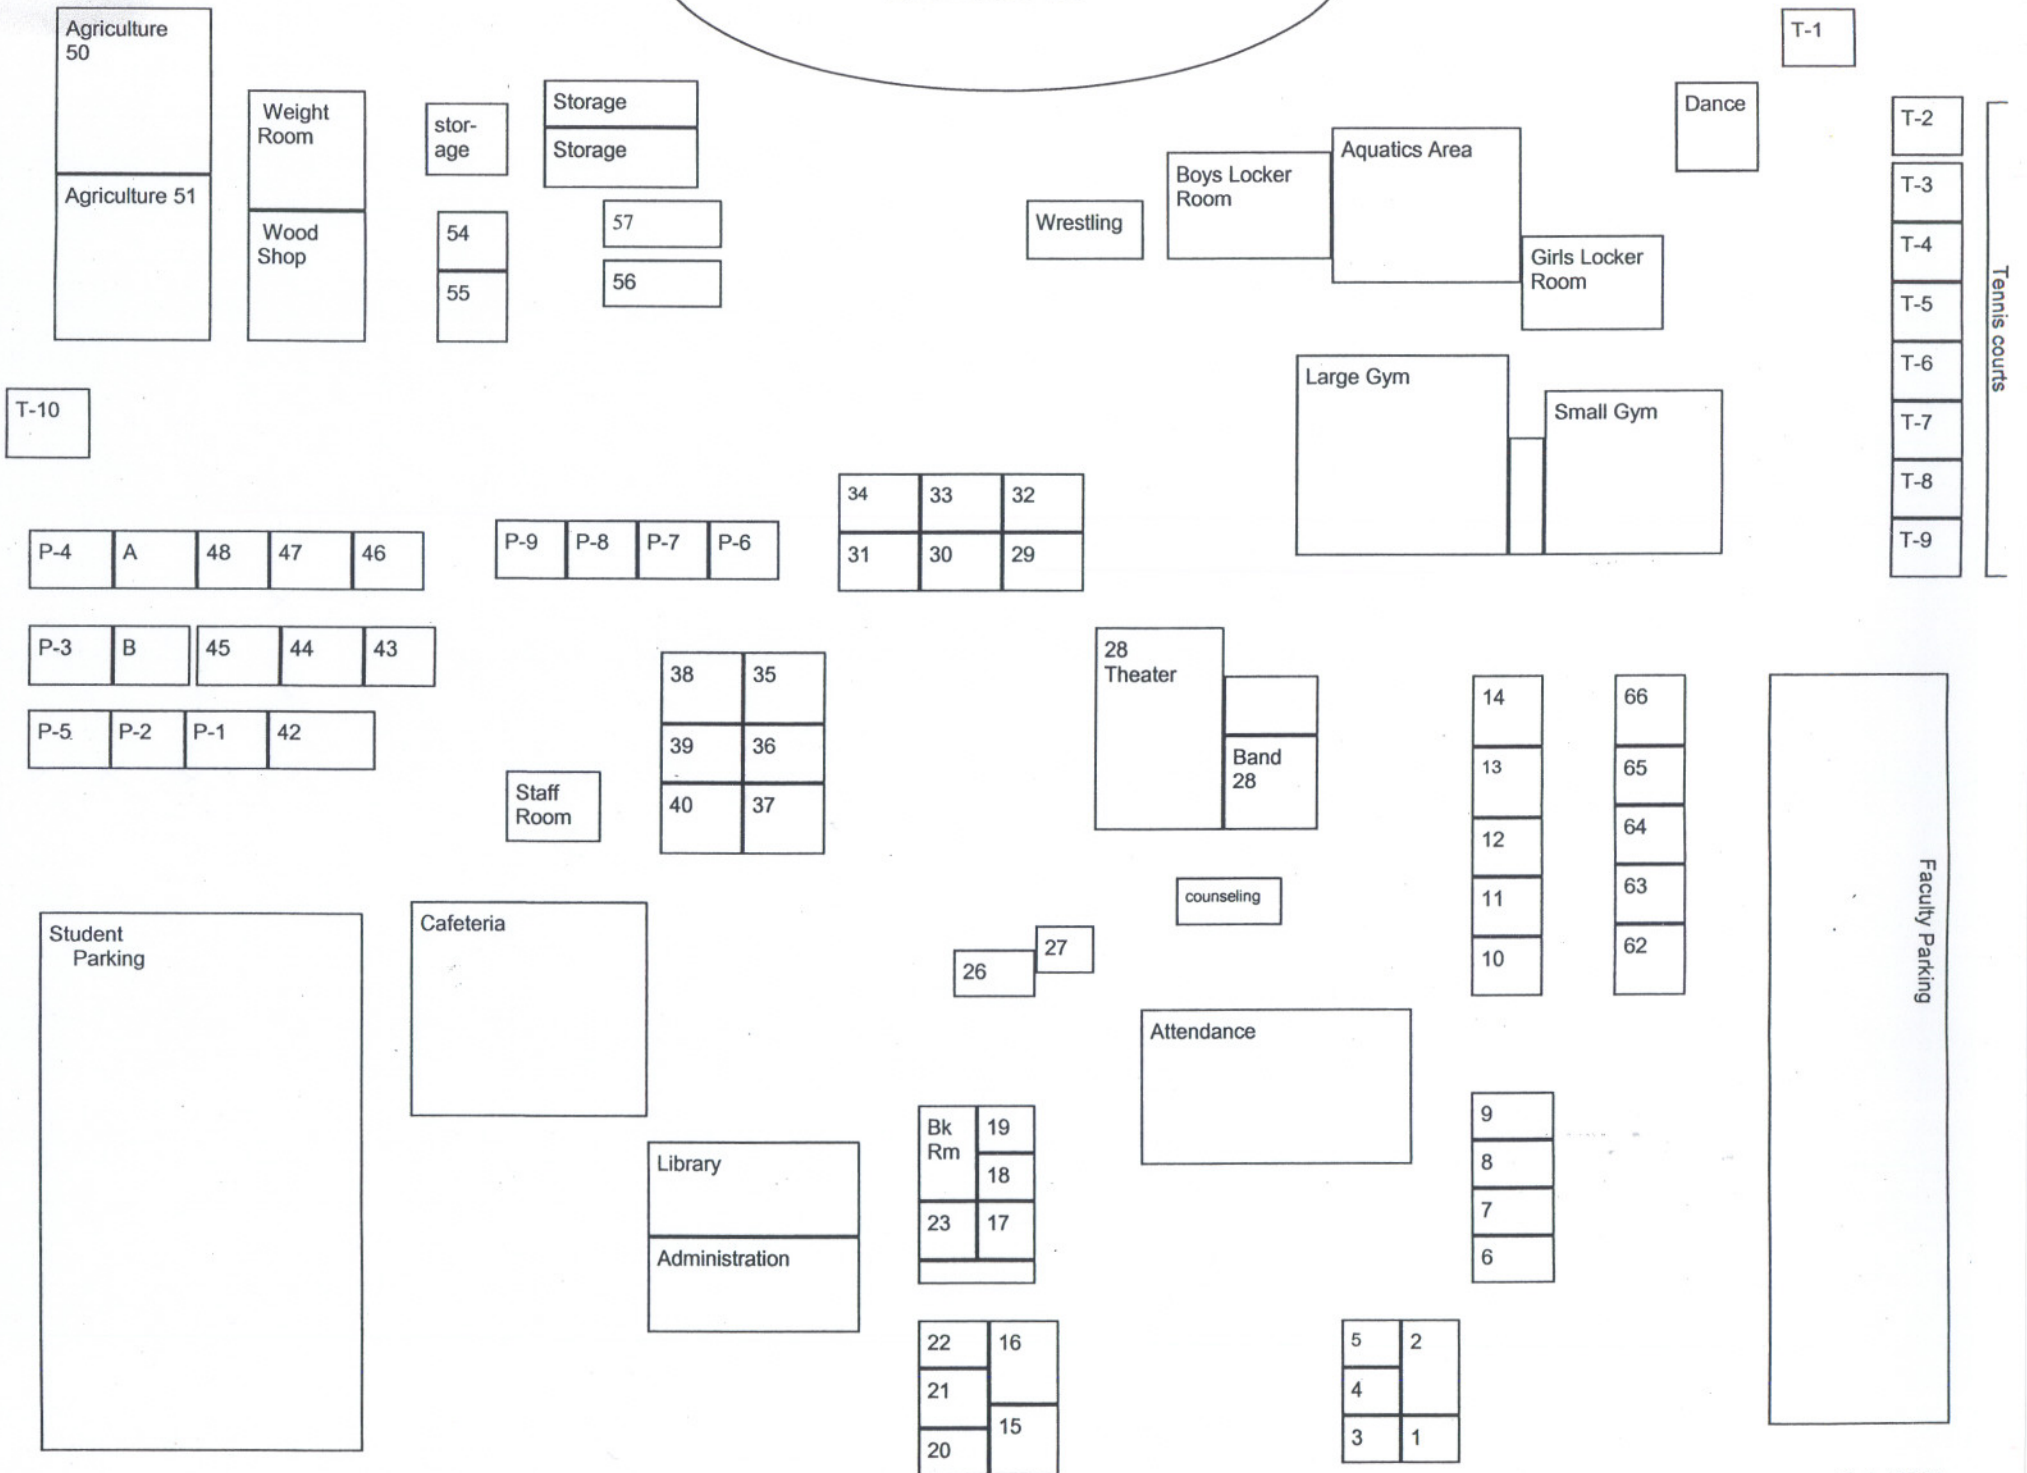 Agriculture
50
T-1
Weight
Room
stor-
age
Storage
Storage
Dance
T-2
Aquatics Area
Boys Locker
Room
T-3
Agriculture 51
Wood
Shop
54
57
Wrestling
T-4
Girls Locker
Room
55
56
T-5
Tennis courts
T-6
Large Gym
Small Gym
T-10
T-7
34
33
32
T-8
P-4
A
48
47
46
P-9
P-8
P-7
P-6
31
30
29
T-9
P-3
B
45
44
43
28
Theater
38
35
14
66
P-5
P-2
P-1
42
39
36
Band
28
13
65
Staff
Room
40
37
12
64
counseling
11
63
Faculty Parking
Student
Parking
Cafeteria
26
27
10
62
Attendance
Bk
Rm
19
9
Library
18
8
23
17
7
Administration
6
22
16
5
2
21
4
15
20
3
1